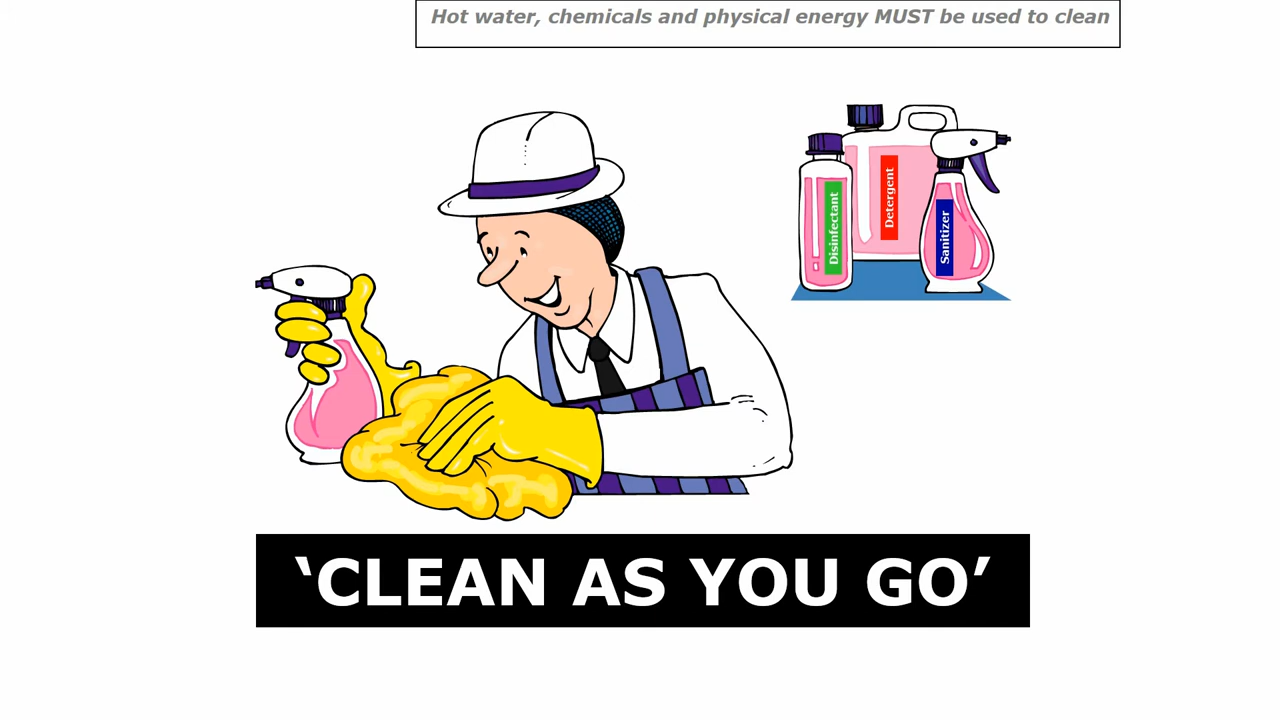 Hot water, chemicals and physical energy MUST be used to clean
Disinfectant
Detergent
Sanitizer
‘CLEAN AS YOU GO’